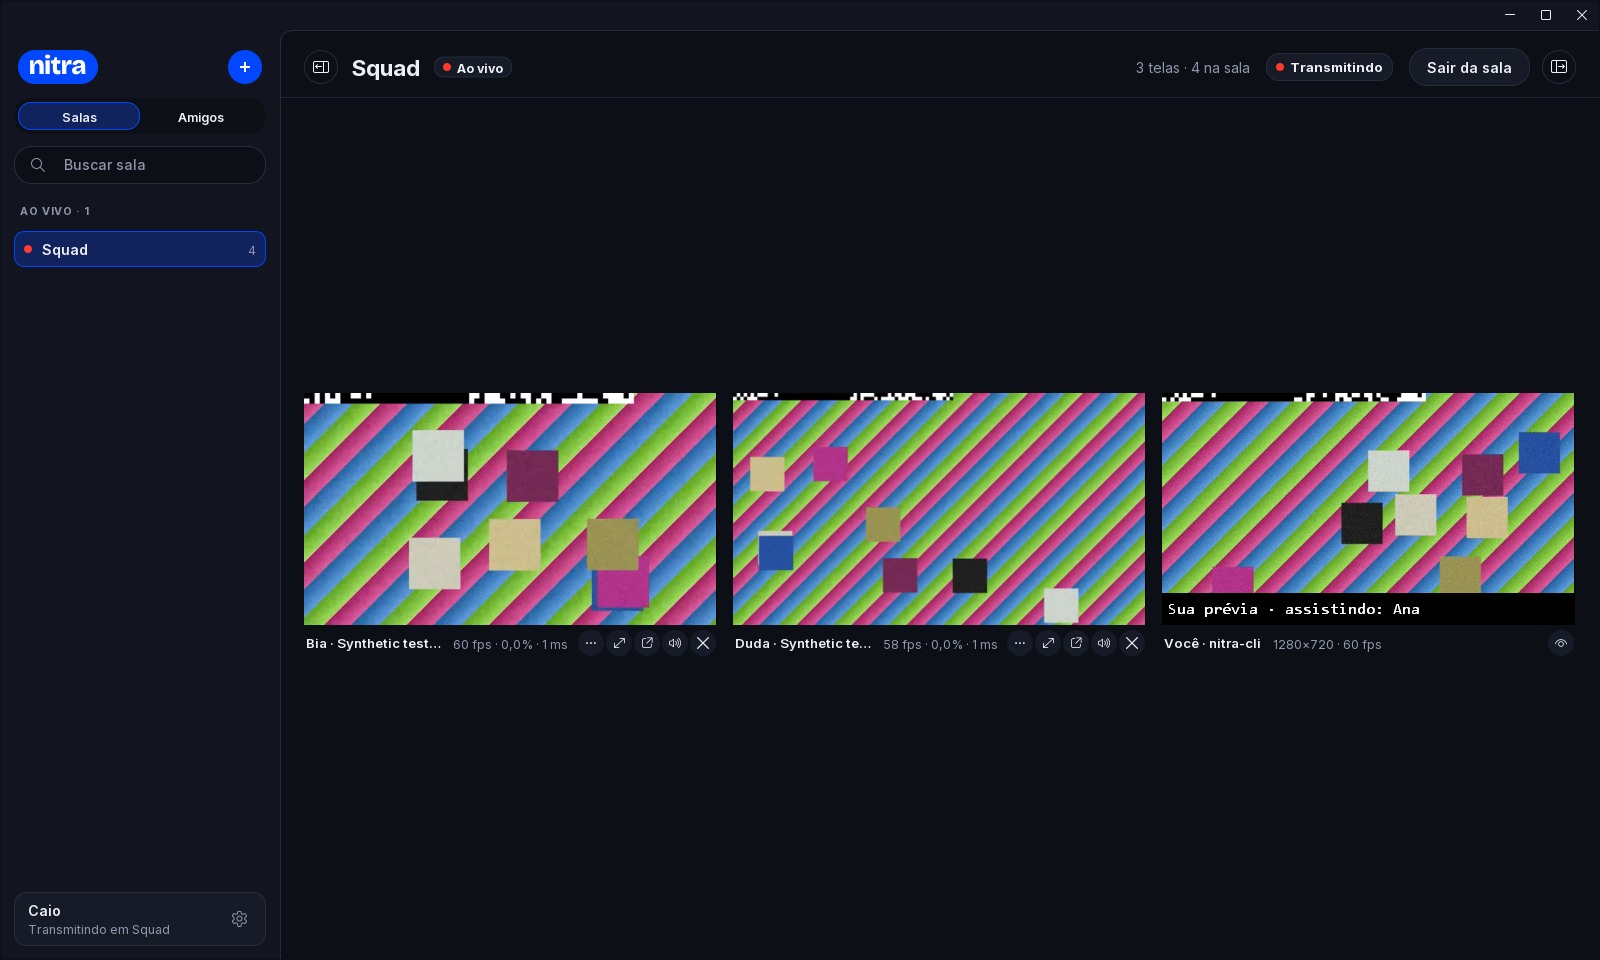 nitra
+
Salas
Amigos
Buscar sala
AO VIVO · 1
Squad
4
Caio
Transmitindo em Squad
Squad
Ao vivo
3 telas · 4 na sala
Transmitindo
Sair da sala
Bia · Synthetic test...
60 fps · 0,0% · 1 ms
Duda · Synthetic te...
58 fps · 0,0% · 1 ms
Sua prévia · assistindo: Ana
Você · nitra-cli
1280×720 · 60 fps